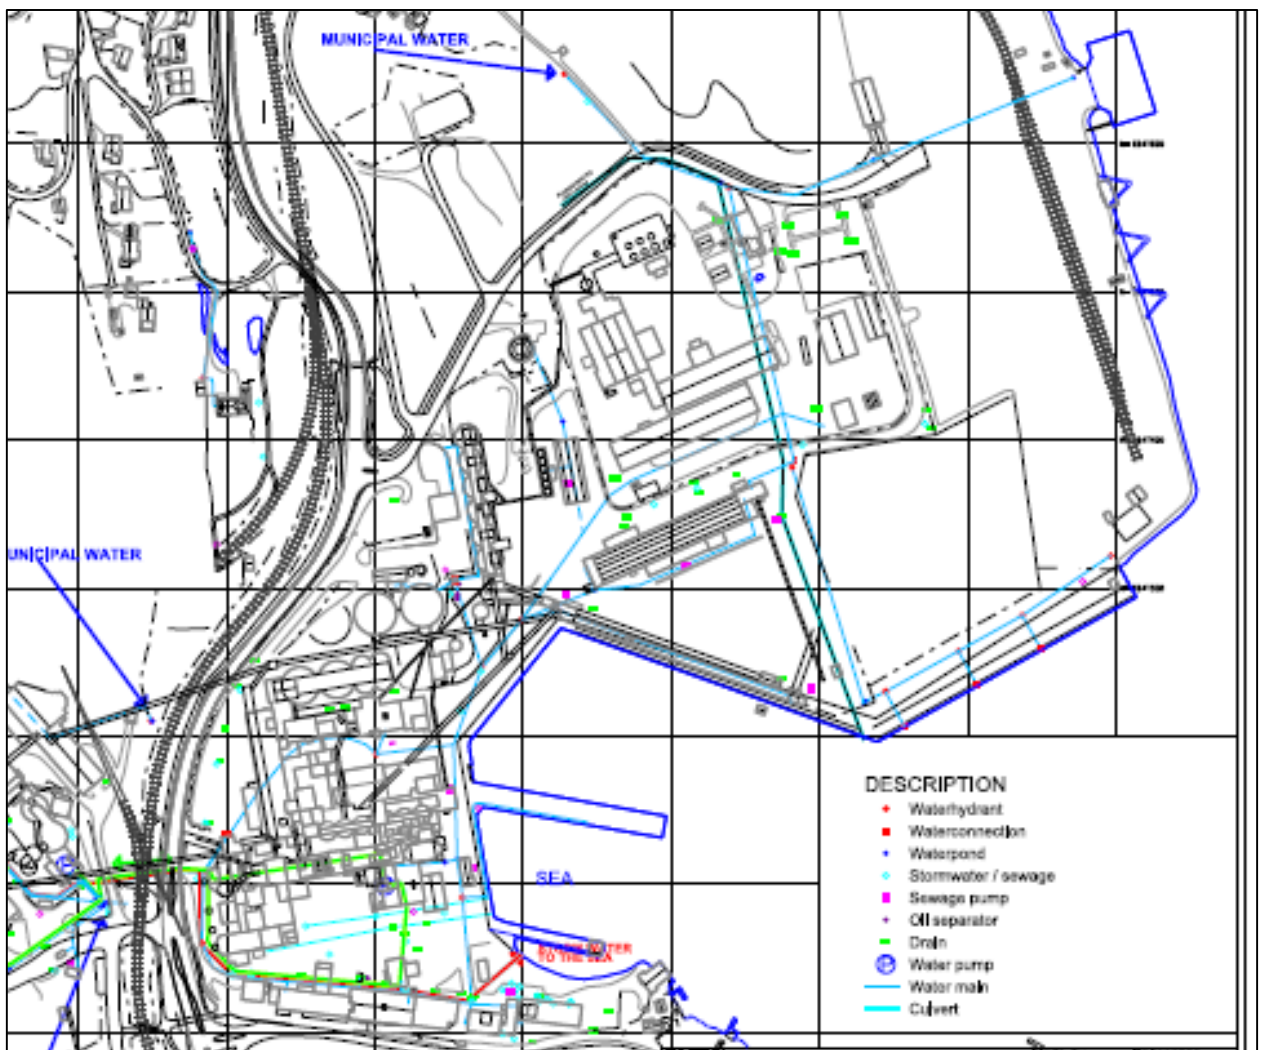 MUNICIPAL WATER
UNICIPAL WATER
SEA
TO THE SEA
DESCRIPTION
Waterhydrant
Waterconnection
Waterpond
Stormwater / sewage
Sewage pump
Oil separator
Drain
Water pump
Water main
Culvert